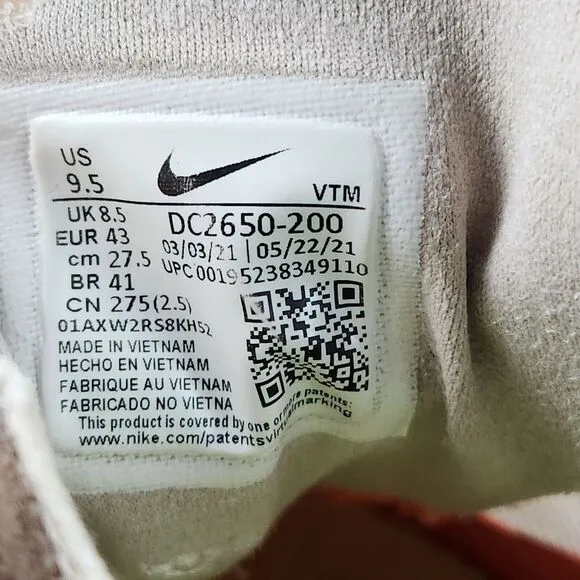 US
9.5
VTM
UK 8.5
EUR 43
cm 27.5
BR 41
CN 275 (2.5)
DC2650-200
03/03/21 | 05/22/21
UPC 00195238349110
01AXW2RS8KH52
MADE IN VIETNAM
HECHO EN VIETNAM
FABRIQUE AU VIETNAM
FABRICADO NO VIETNA
This product is covered by one or more patents:
www.nike.com/patentsvirtualmarking